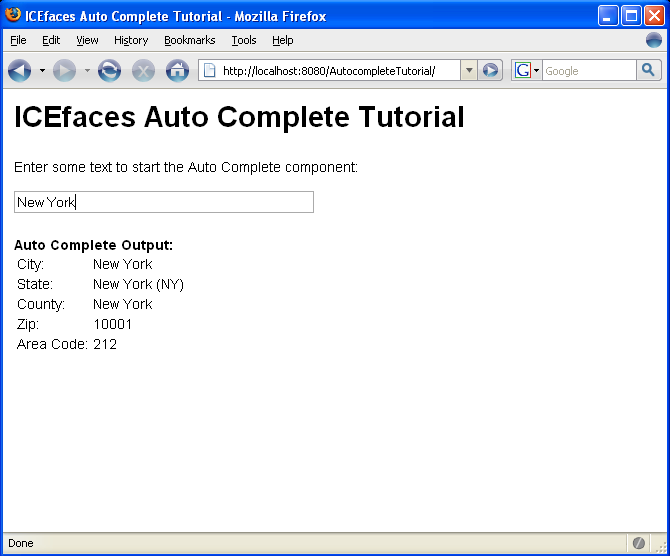 ICEfaces Auto Complete Tutorial - Mozilla Firefox
File Edit View History Bookmarks Tools Help
http://localhost:8080/AutocompleteTutorial/ G Google
ICEfaces Auto Complete Tutorial
Enter some text to start the Auto Complete component:
New York
Auto Complete Output:
City: New York
State: New York (NY)
County: New York
Zip: 10001
Area Code: 212
Done